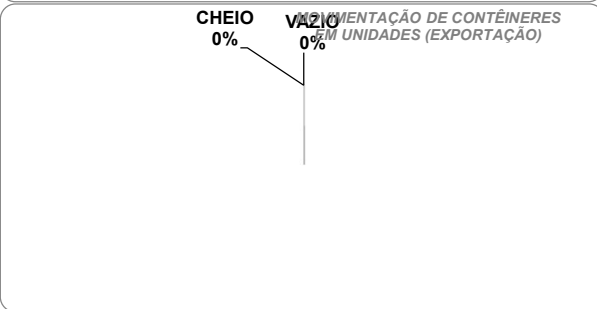 CHEIO
0%
VAZIO
0%
MOVIMENTAÇÃO DE CONTÊINERES
EM UNIDADES (EXPORTAÇÃO)